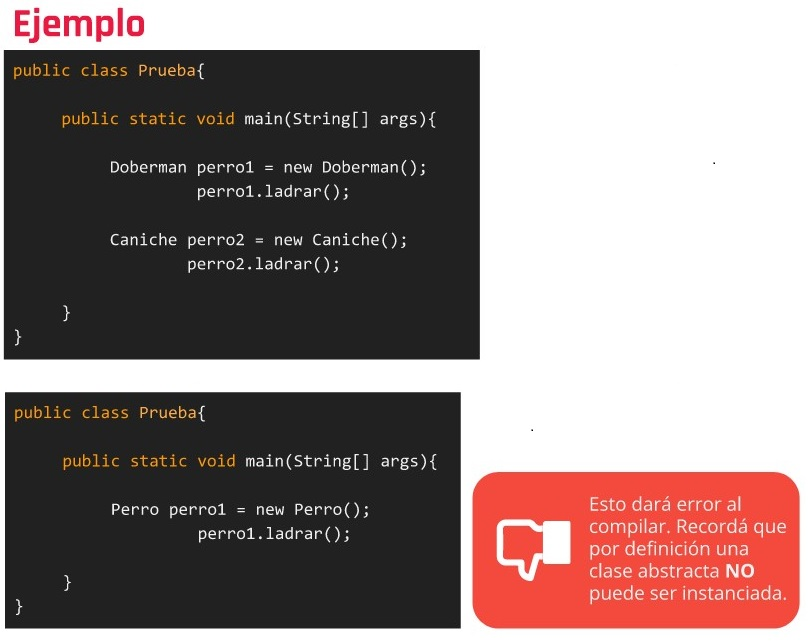 Ejemplo
public class Prueba{
public static void main(String[] args){
Doberman perro1 = new Doberman();
perro1.ladrar();
Caniche perro2 = new Caniche();
perro2.ladrar();
}
}
public class Prueba{
public static void main(String[] args){
Perro perro1 = new Perro();
perro1.ladrar();
}
}
Esto dará error al
compilar. Recordá que
por definición una
clase abstracta NO
puede ser instanciada.